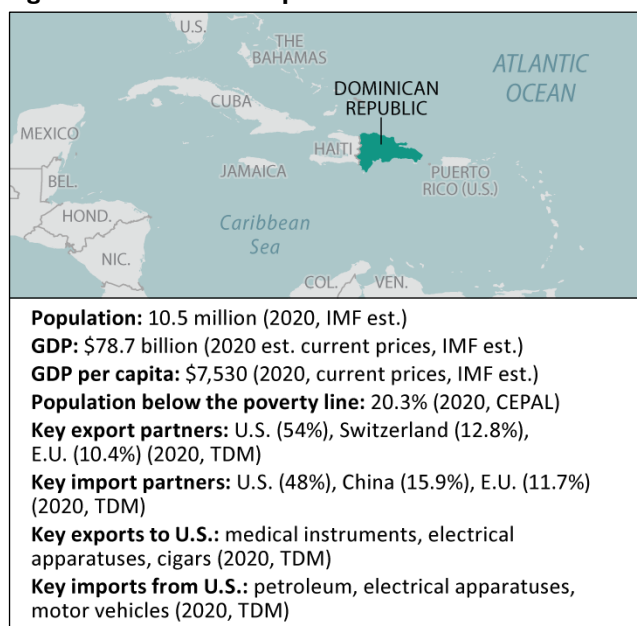 U.S.
THE
BAHAMAS
ATLANTIC
OCEAN
DOMINICAN
REPUBLIC
CUBA
MEXICO
HAITI
JAMAICA
PUERTO
RICO (U.S.)
BEL.
HOND.
Caribbean
Sea
NIC.
COL.
VEN.
Population: 10.5 million (2020, IMF est.)
GDP: $78.7 billion (2020 est. current prices, IMF est.)
GDP per capita: $7,530 (2020, current prices, IMF est.)
Population below the poverty line: 20.3% (2020, CEPAL)
Key export partners: U.S. (54%), Switzerland (12.8%),
E.U. (10.4%) (2020, TDM)
Key import partners: U.S. (48%), China (15.9%), E.U. (11.7%)
(2020, TDM)
Key exports to U.S.: medical instruments, electrical
apparatuses, cigars (2020, TDM)
Key imports from U.S.: petroleum, electrical apparatuses,
motor vehicles (2020, TDM)